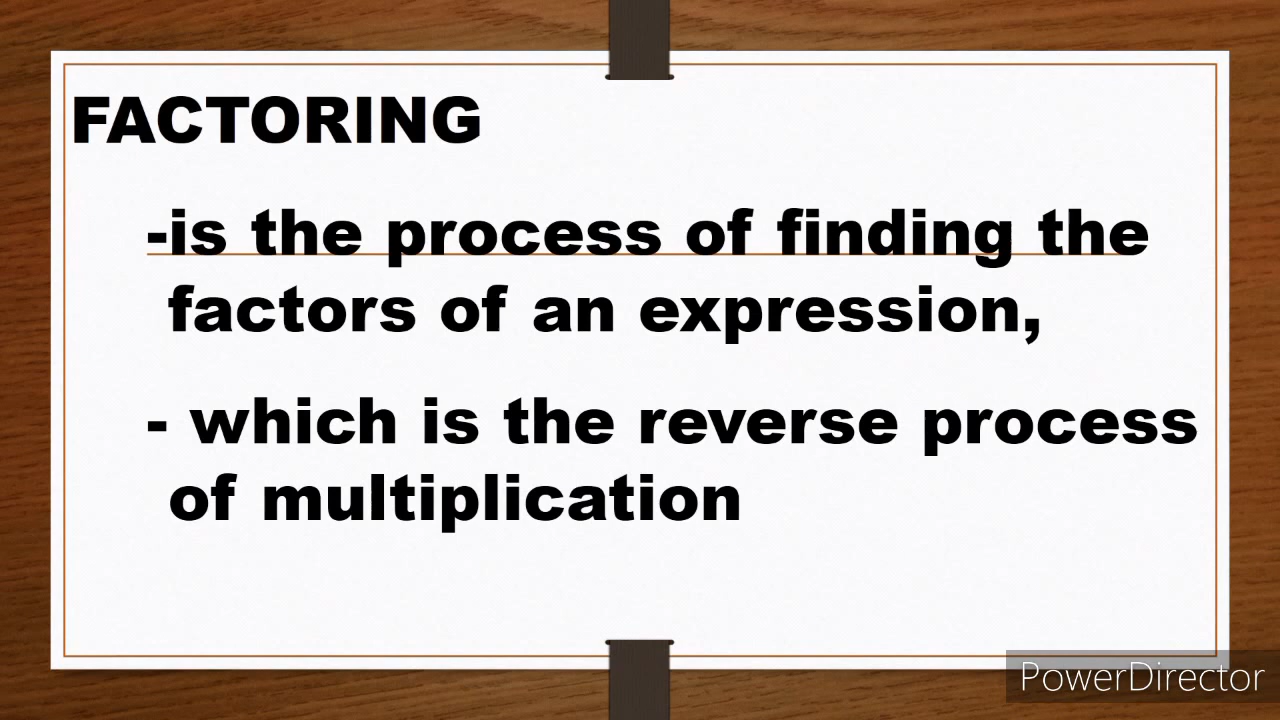 FACTORING
-is the process of finding the
factors of an expression,
- which is the reverse process
of multiplication
PowerDirector